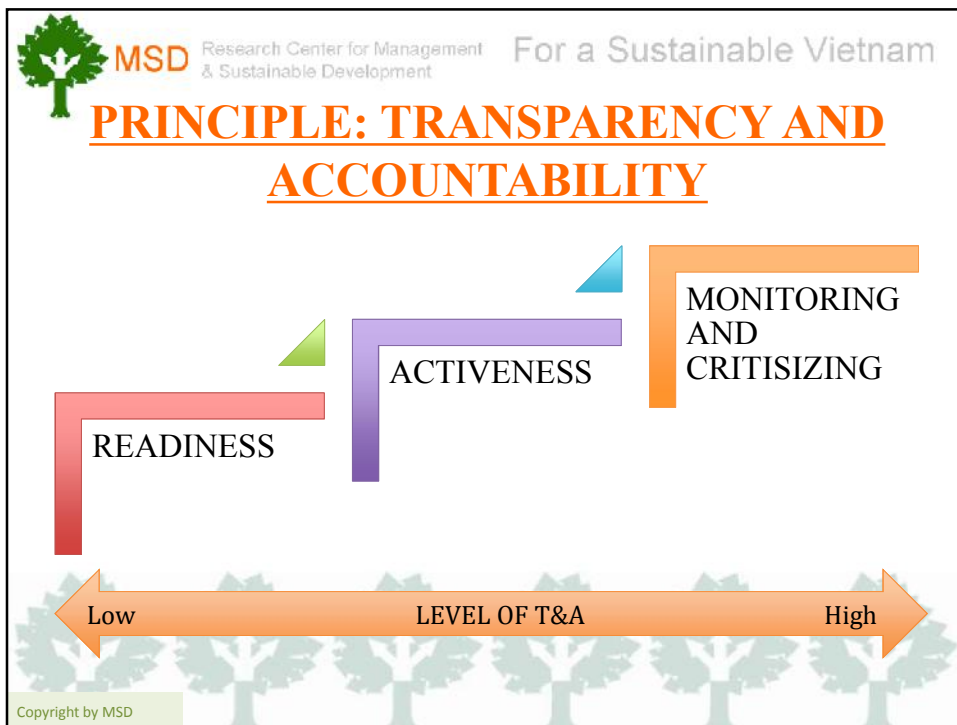 MSD
Research Center for Management
& Sustainable Development
For a Sustainable Vietnam
PRINCIPLE: TRANSPARENCY AND
ACCOUNTABILITY
READINESS
ACTIVENESS
MONITORING
AND
CRITISIZING
Low LEVEL OF T&A High
Copyright by MSD